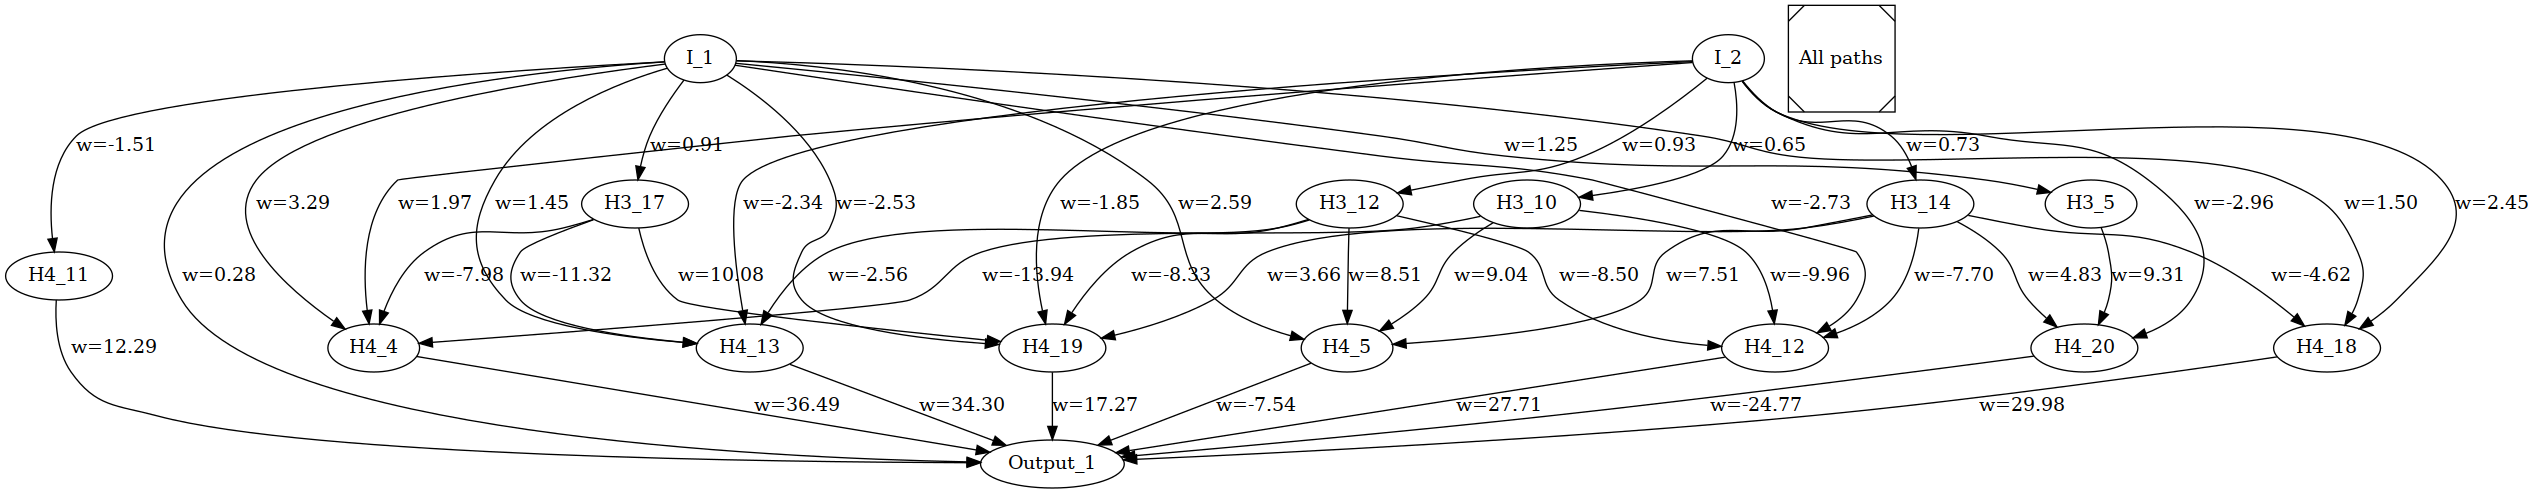 I_1
I_2
All paths
w=-1.51
w=0.91
w=1.25
w=0.93
w=0.65
w=0.73
w=3.29
w=1.97
w=1.45
H3_17
w=-2.34
w=-2.53
w=-1.85
w=2.59
H3_12
H3_10
w=-2.73
H3_14
H3_5
w=-2.96
w=1.50
w=2.45
H4_11
w=0.28
w=-7.98
w=-11.32
w=10.08
w=-2.56
w=-13.94
w=-8.33
w=3.66
w=8.51
w=9.04
w=-8.50
w=7.51
w=-9.96
w=-7.70
w=4.83
w=9.31
w=-4.62
w=12.29
H4_4
H4_13
H4_19
H4_5
H4_12
H4_20
H4_18
w=36.49
w=34.30
w=17.27
w=-7.54
w=27.71
w=-24.77
w=29.98
Output_1